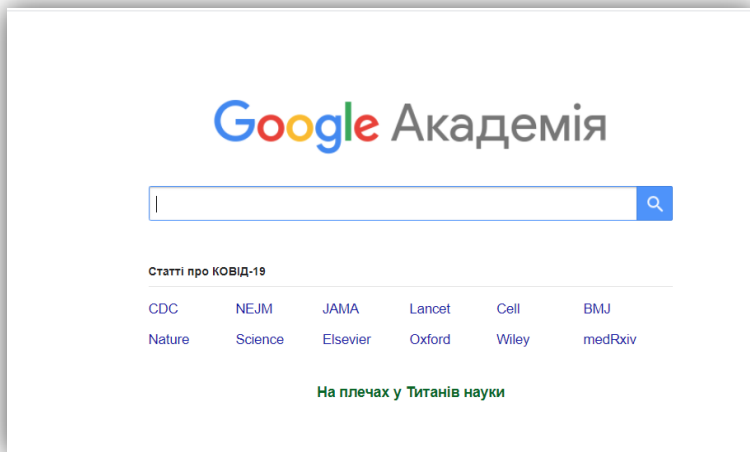 Google Академія
Статті про КОВІД-19
CDC NEJM JAMA Lancet Cell BMJ
Nature Science Elsevier Oxford Wiley medRxiv
На плечах у Титанів науки